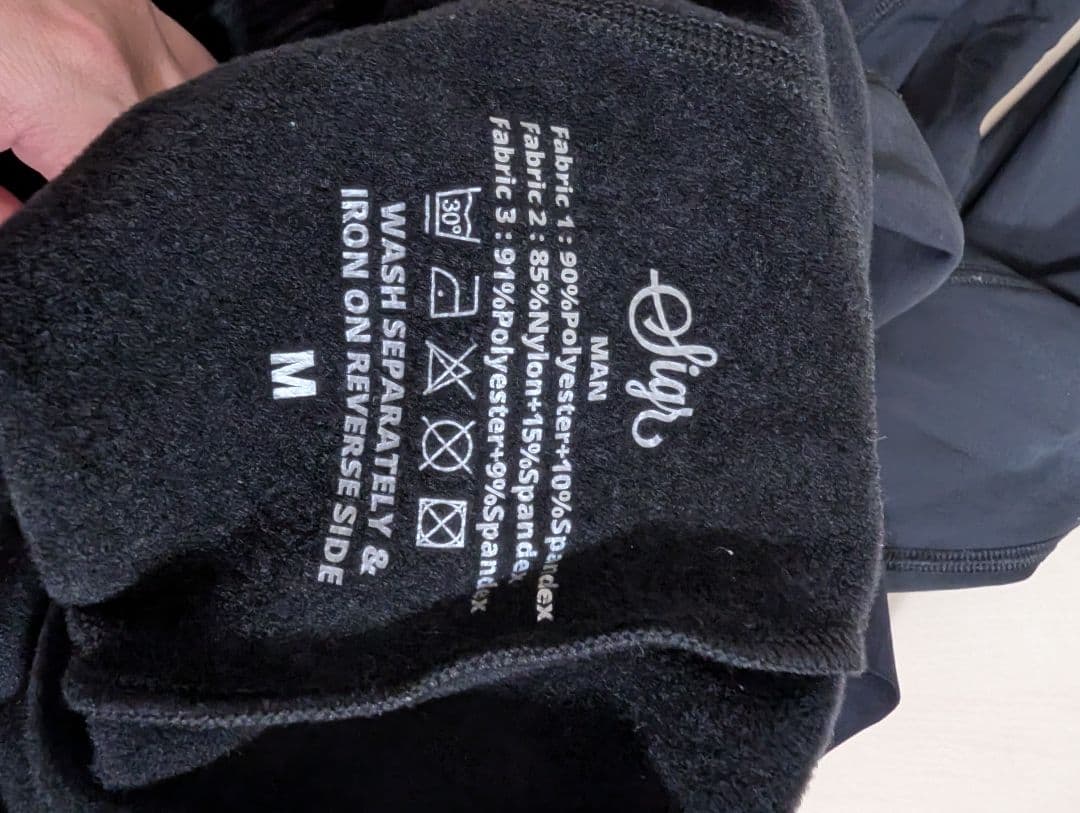 Sigr
MAN
Fabric 1 : 90%Polyester+10%Spandex
Fabric 2 : 85%Nylon+15%Spandex
Fabric 3 : 91%Polyester+9%Spandex
30°
WASH SEPARATELY &
IRON ON REVERSE SIDE
M